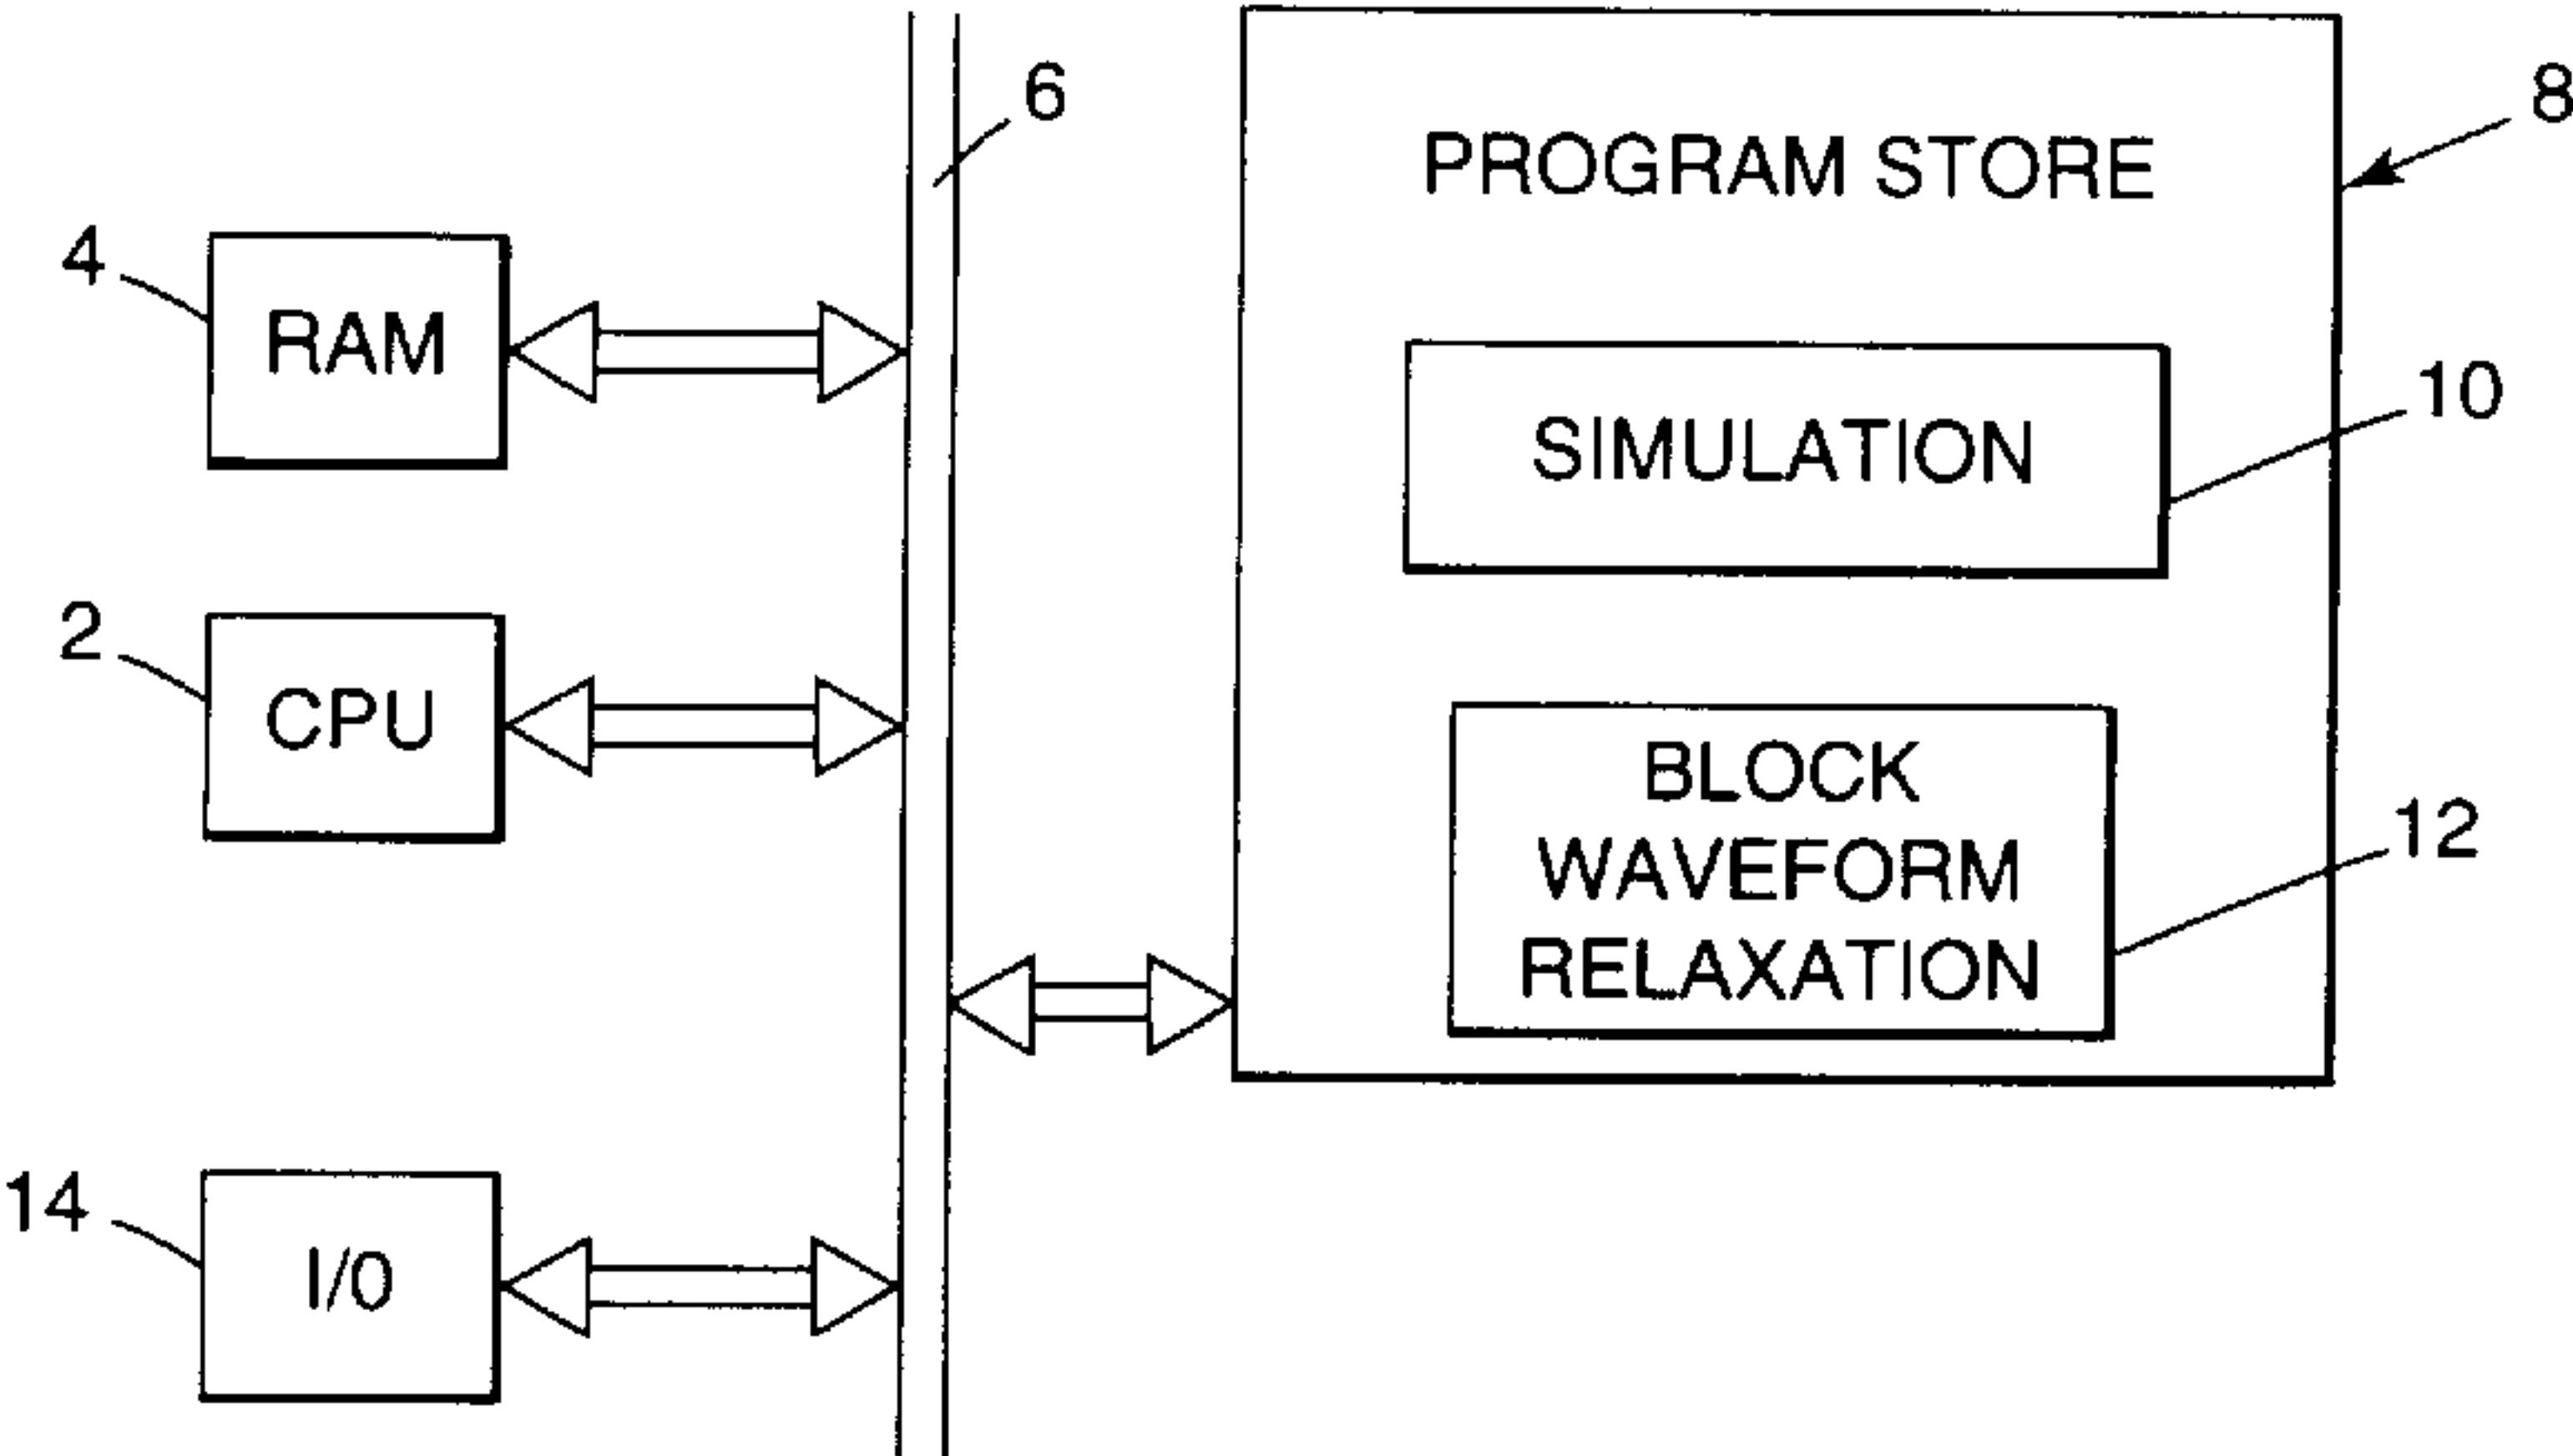 6
8
PROGRAM STORE
4
RAM
10
SIMULATION
2
CPU
BLOCK
WAVEFORM
RELAXATION
12
14
I/0